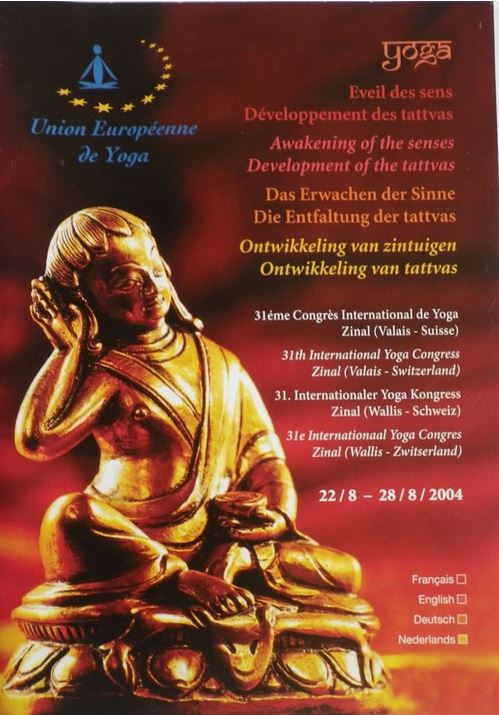 Union Européenne
de Yoga
yoga
Eveil des sens
Développement des tattvas
Awakening of the senses
Development of the tattvas
Das Erwachen der Sinne
Die Entfaltung der tattvas
Ontwikkeling van zintuigen
Ontwikkeling van tattvas
31éme Congrès International de Yoga
Zinal (Valais - Suisse)
31th International Yoga Congress
Zinal (Valais - Switzerland)
31. Internationaler Yoga Kongress
Zinal (Wallis - Schweiz)
31e Internationaal Yoga Congres
Zinal (Wallis - Zwitserland)
22 / 8 – 28 / 8 / 2004
Français
English
Deutsch
Nederlands